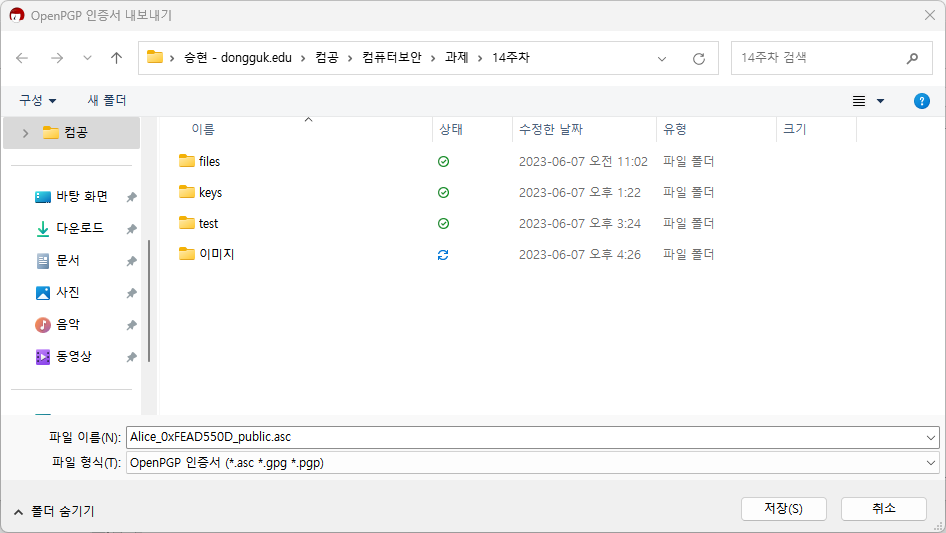 OpenPGP 인증서 내보내기
승현 - dongguk.edu › 컴공 › 컴퓨터보안 › 과제 › 14주차
14주차 검색
구성 새 폴더
컴공
이름 상태 수정한 날짜 유형 크기
files 2023-06-07 오전 11:02 파일 폴더
keys 2023-06-07 오후 1:22 파일 폴더
test 2023-06-07 오후 3:24 파일 폴더
이미지 2023-06-07 오후 4:26 파일 폴더
바탕 화면
다운로드
문서
사진
음악
동영상
파일 이름(N): Alice_0xFEAD550D_public.asc
파일 형식(T): OpenPGP 인증서 (*.asc *.gpg *.pgp)
폴더 숨기기
저장(S) 취소